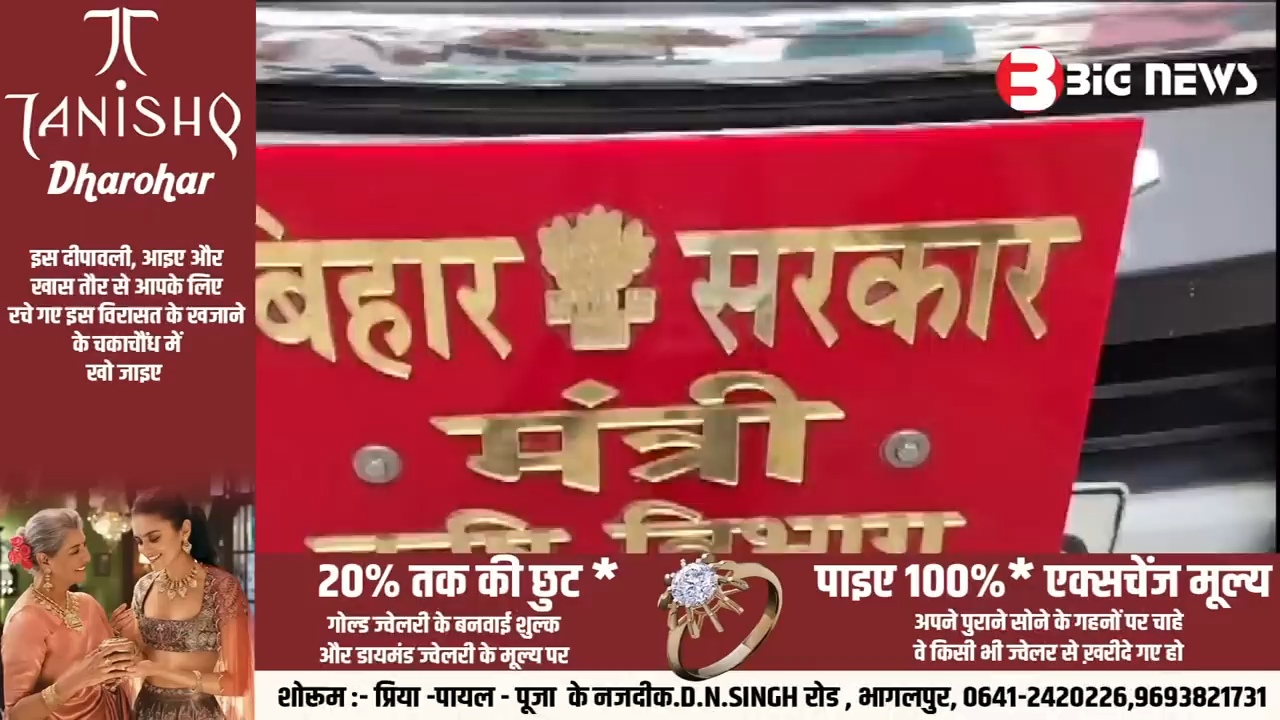 TANiSHQ
Dharohar
इस दीपावली, आइए और
खास तौर से आपके लिए
रचे गए इस विरासत के खजाने
के चकाचौंध में
खो जाइए
3 BiG NEWS
बिहार सरकार
मंत्री
विभाग
20% तक की छुट *
गोल्ड ज्वेलरी के बनवाई शुल्क
और डायमंड ज्वेलरी के मूल्य पर
पाइए 100%* एक्सचेंज मूल्य
अपने पुराने सोने के गहनों पर चाहे
वे किसी भी ज्वेलर से ख़रीदे गए हो
शोरूम :- प्रिया -पायल - पूजा के नजदीक.D.N.SINGH रोड , भागलपुर, 0641-2420226,9693821731